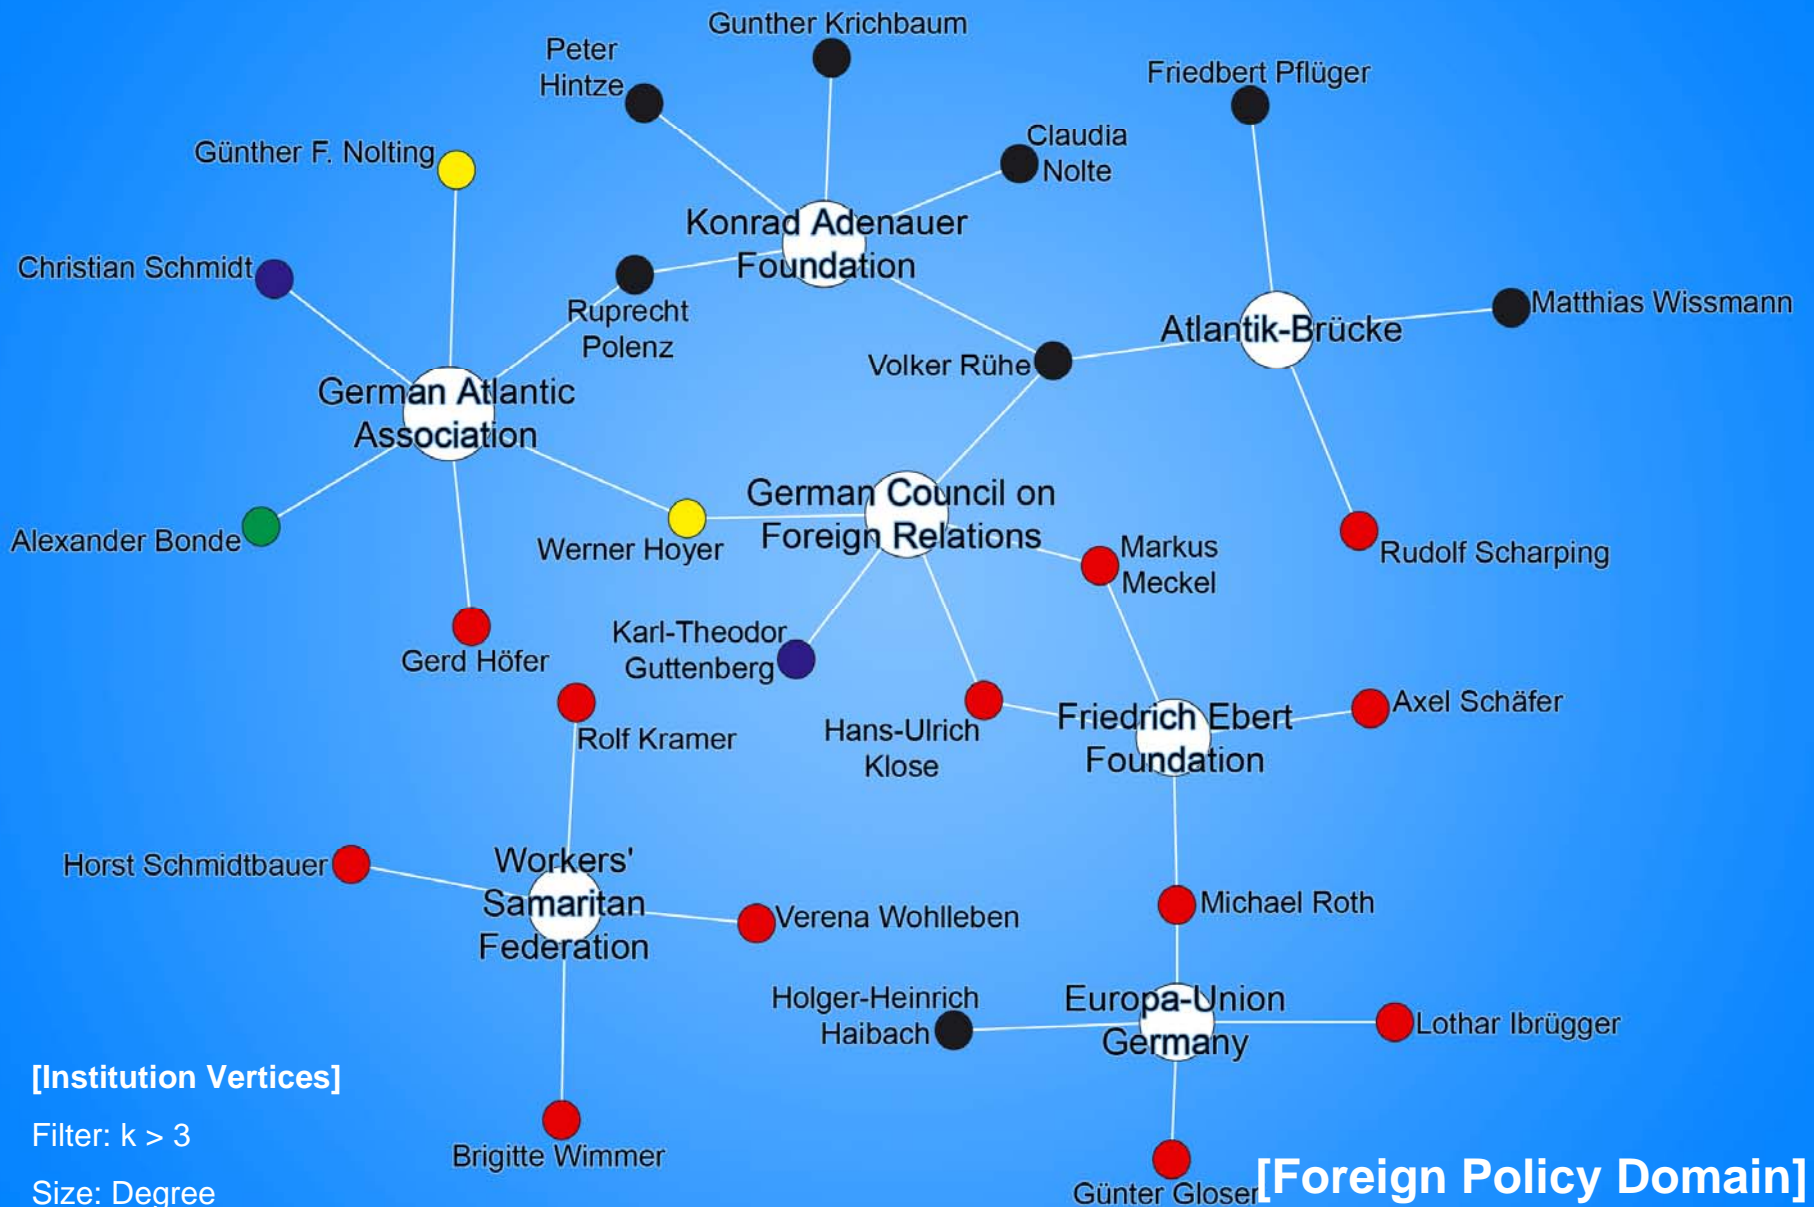 Gunther Krichbaum
Peter
Hintze
Friedbert Pflüger
Claudia
Nolte
Günther F. Nolting
Konrad Adenauer
Foundation
Christian Schmidt
Ruprecht
Polenz
Matthias Wissmann
Atlantik-Brücke
Volker Rühe
German Atlantic
Association
German Council on
Foreign Relations
Alexander Bonde
Werner Hoyer
Markus
Meckel
Rudolf Scharping
Karl-Theodor
Guttenberg
Gerd Höfer
Rolf Kramer
Hans-Ulrich
Klose
Friedrich Ebert
Foundation
Axel Schäfer
Horst Schmidtbauer
Workers'
Samaritan
Federation
Verena Wohlleben
Michael Roth
Holger-Heinrich
Haibach
Europa-Union
Germany
Lothar Ibrügger
[Institution Vertices]
Filter: k > 3
Size: Degree
Brigitte Wimmer
Günter Gloser
[Foreign Policy Domain]